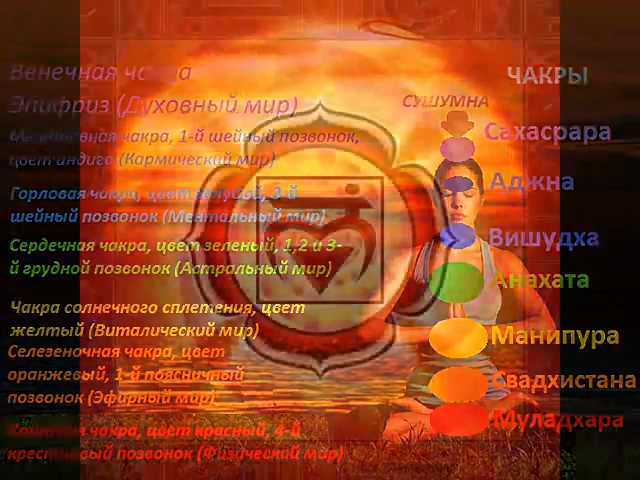 Венечная чакра
Эпифриз (Духовный мир)
Межбровная чакра, 1-й шейный позвонок,
цвет индиго (Кармический мир)
Горловая чакра, цвет голубой, 3-й
шейный позвонок (Ментальный мир)
Сердечная чакра, цвет зеленый, 1,2 и 3-
й грудной позвонок (Астральный мир)
Чакра солнечного сплетения, цвет
желтый (Виталический мир)
Селезеночная чакра, цвет
оранжевый, 1-й поясничный
позвонок (Эфирный мир)
чакра, цвет красный, 4-й
крестцовый позвонок (Физический мир)
ЧАКРЫ
СУШУМНА
Сахасрара
Аджна
Вишудха
Анахата
Манипура
Свадхистана
Муладхара